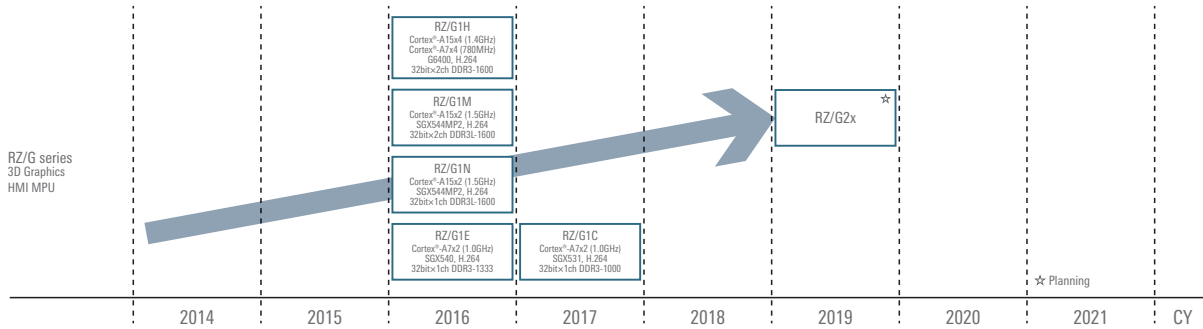 RZ/G series
3D Graphics
HMI MPU
RZ/G1H
Cortex®-A15x4 (1.4GHz)
Cortex®-A7x4 (780MHz)
G6400, H.264
32bit×2ch DDR3-1600
RZ/G1M
Cortex®-A15x2 (1.5GHz)
SGX544MP2, H.264
32bit×2ch DDR3L-1600
RZ/G1N
Cortex®-A15x2 (1.5GHz)
SGX544MP2, H.264
32bit×1ch DDR3L-1600
RZ/G1E
Cortex®-A7x2 (1.0GHz)
SGX540, H.264
32bit×1ch DDR3-1333
RZ/G1C
Cortex®-A7x2 (1.0GHz)
SGX531, H.264
32bit×1ch DDR3-1000
☆
RZ/G2x
☆ Planning
2014 2015 2016 2017 2018 2019 2020 2021 CY